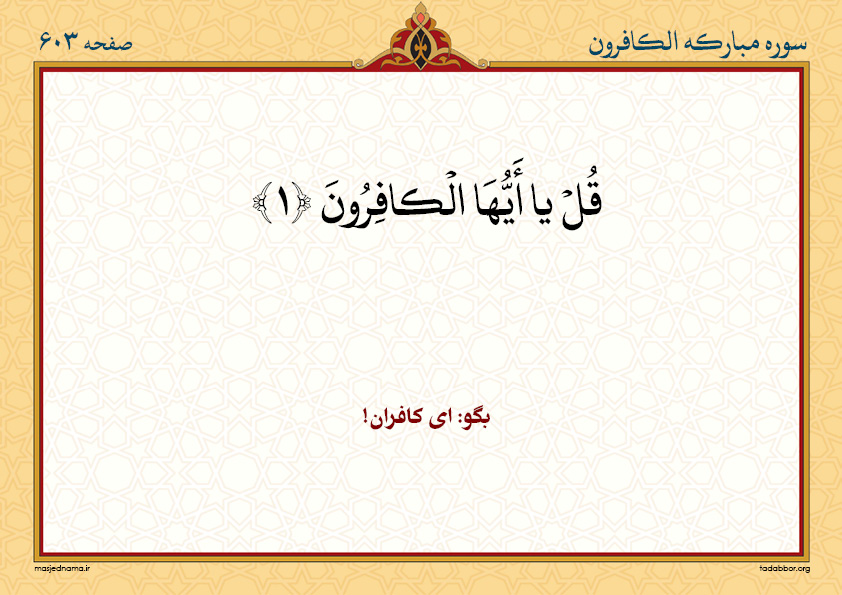 سوره مبارکه الکافرون
صفحه ۶۰۳
قُلْ يا أَيُّهَا الْكافِرُونَ ﴿١﴾
بگو: ای کافران!
masjednama.ir
tadabbor.org